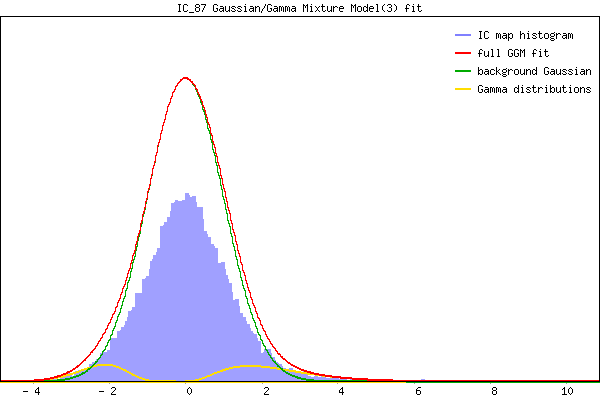 IC_87 Gaussian/Gamma Mixture Model(3) fit
IC map histogram
full GGM fit
background Gaussian
Gamma distributions
-4 -2 0 2 4 6 8 10